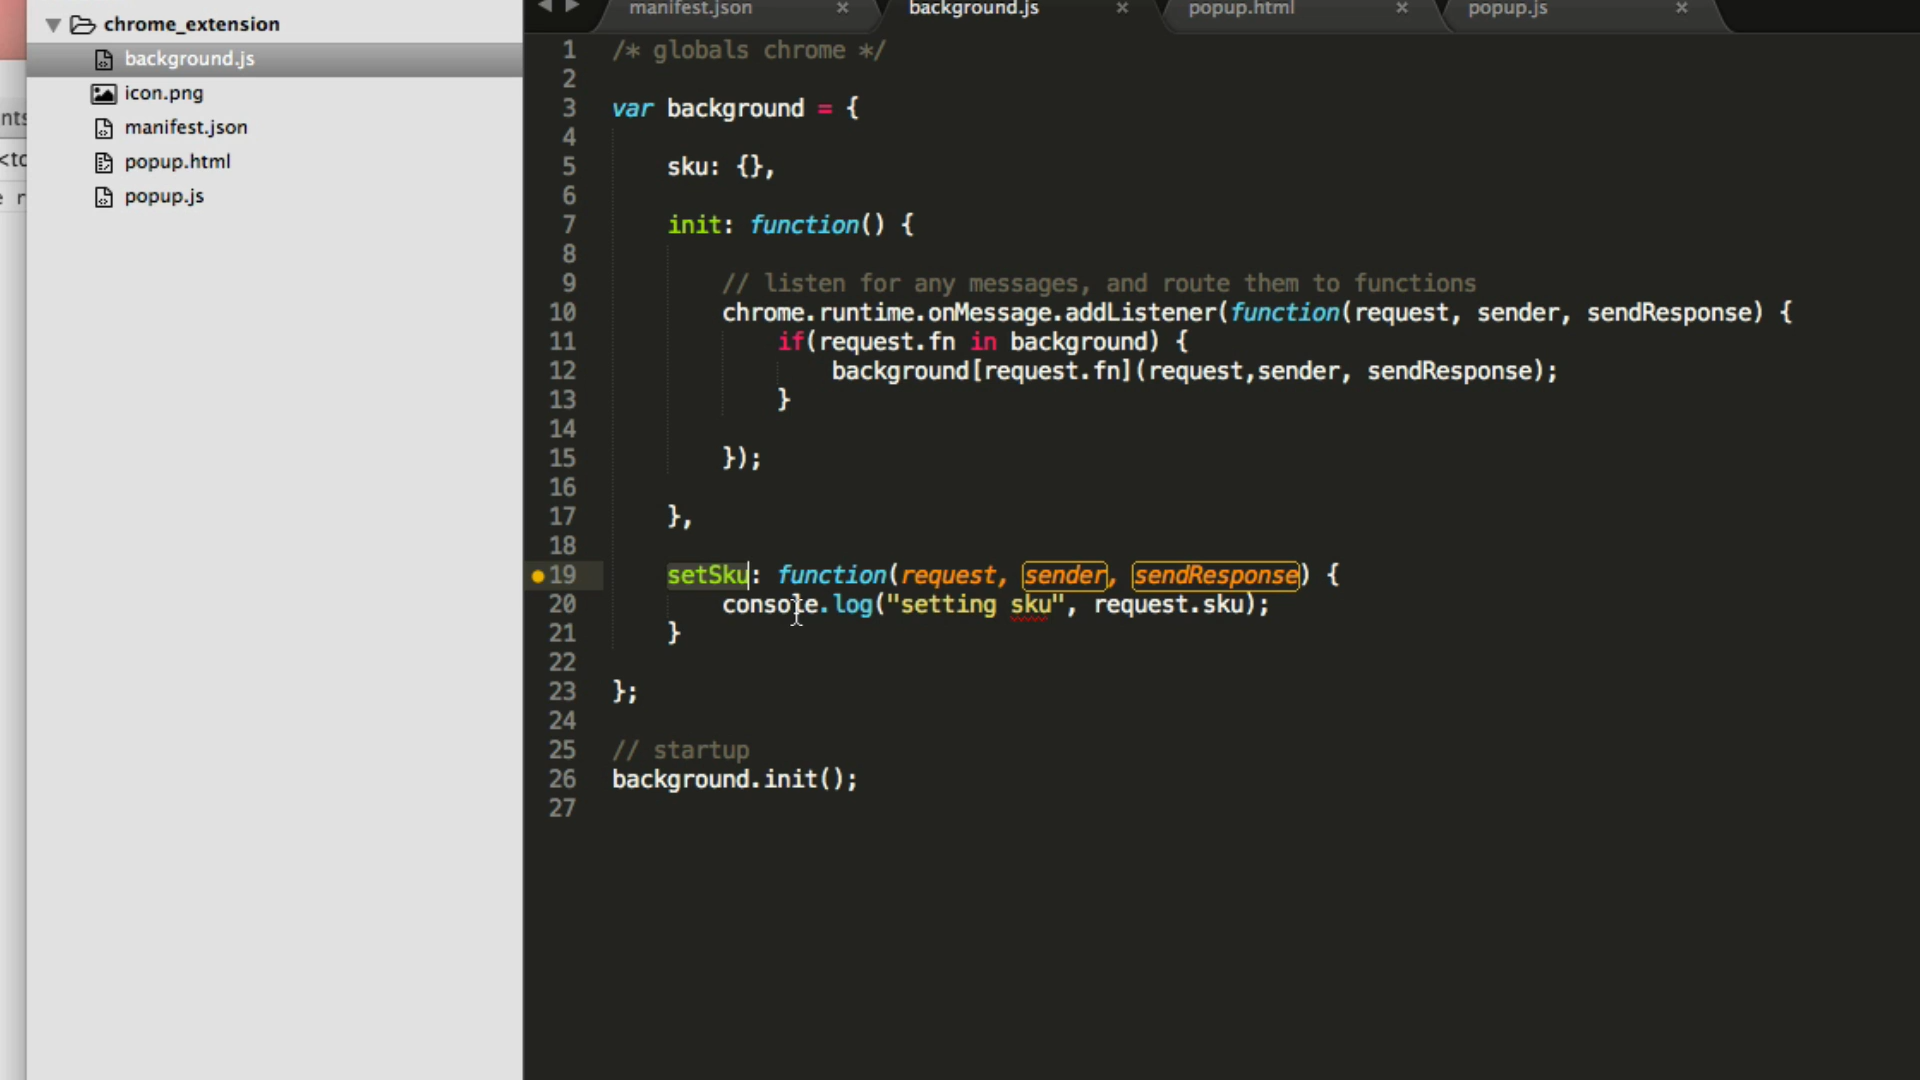 chrome_extension
background.js
icon.png
manifest.json
popup.html
popup.js
nts
<tc
e r
manifest.json × background.js × popup.html × popup.js ×
1 /* globals chrome */
2
3 var background = {
4
5 sku: {},
6
7 init: function() {
8
9 // listen for any messages, and route them to functions
10 chrome.runtime.onMessage.addListener(function(request, sender, sendResponse) {
11 if(request.fn in background) {
12 background[request.fn](request,sender, sendResponse);
13 }
14
15 });
16
17 },
18
19 setSku: function(request, sender, sendResponse) {
20 console.log("setting sku", request.sku);
21 }
22
23 };
24
25 // startup
26 background.init();
27